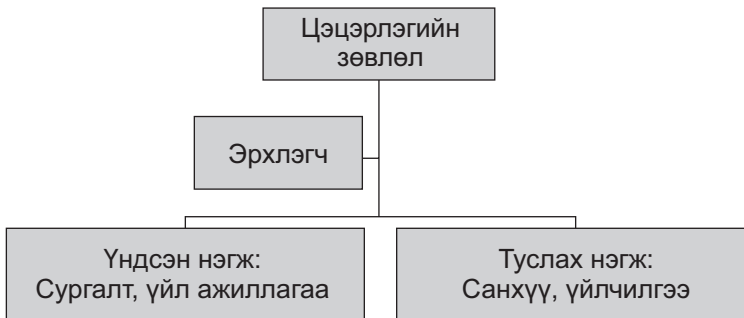 Цэцэрлэгийн
зөвлөл
Эрхлэгч
Үндсэн нэгж:
Сургалт, үйл ажиллагаа
Туслах нэгж:
Санхүү, үйлчилгээ